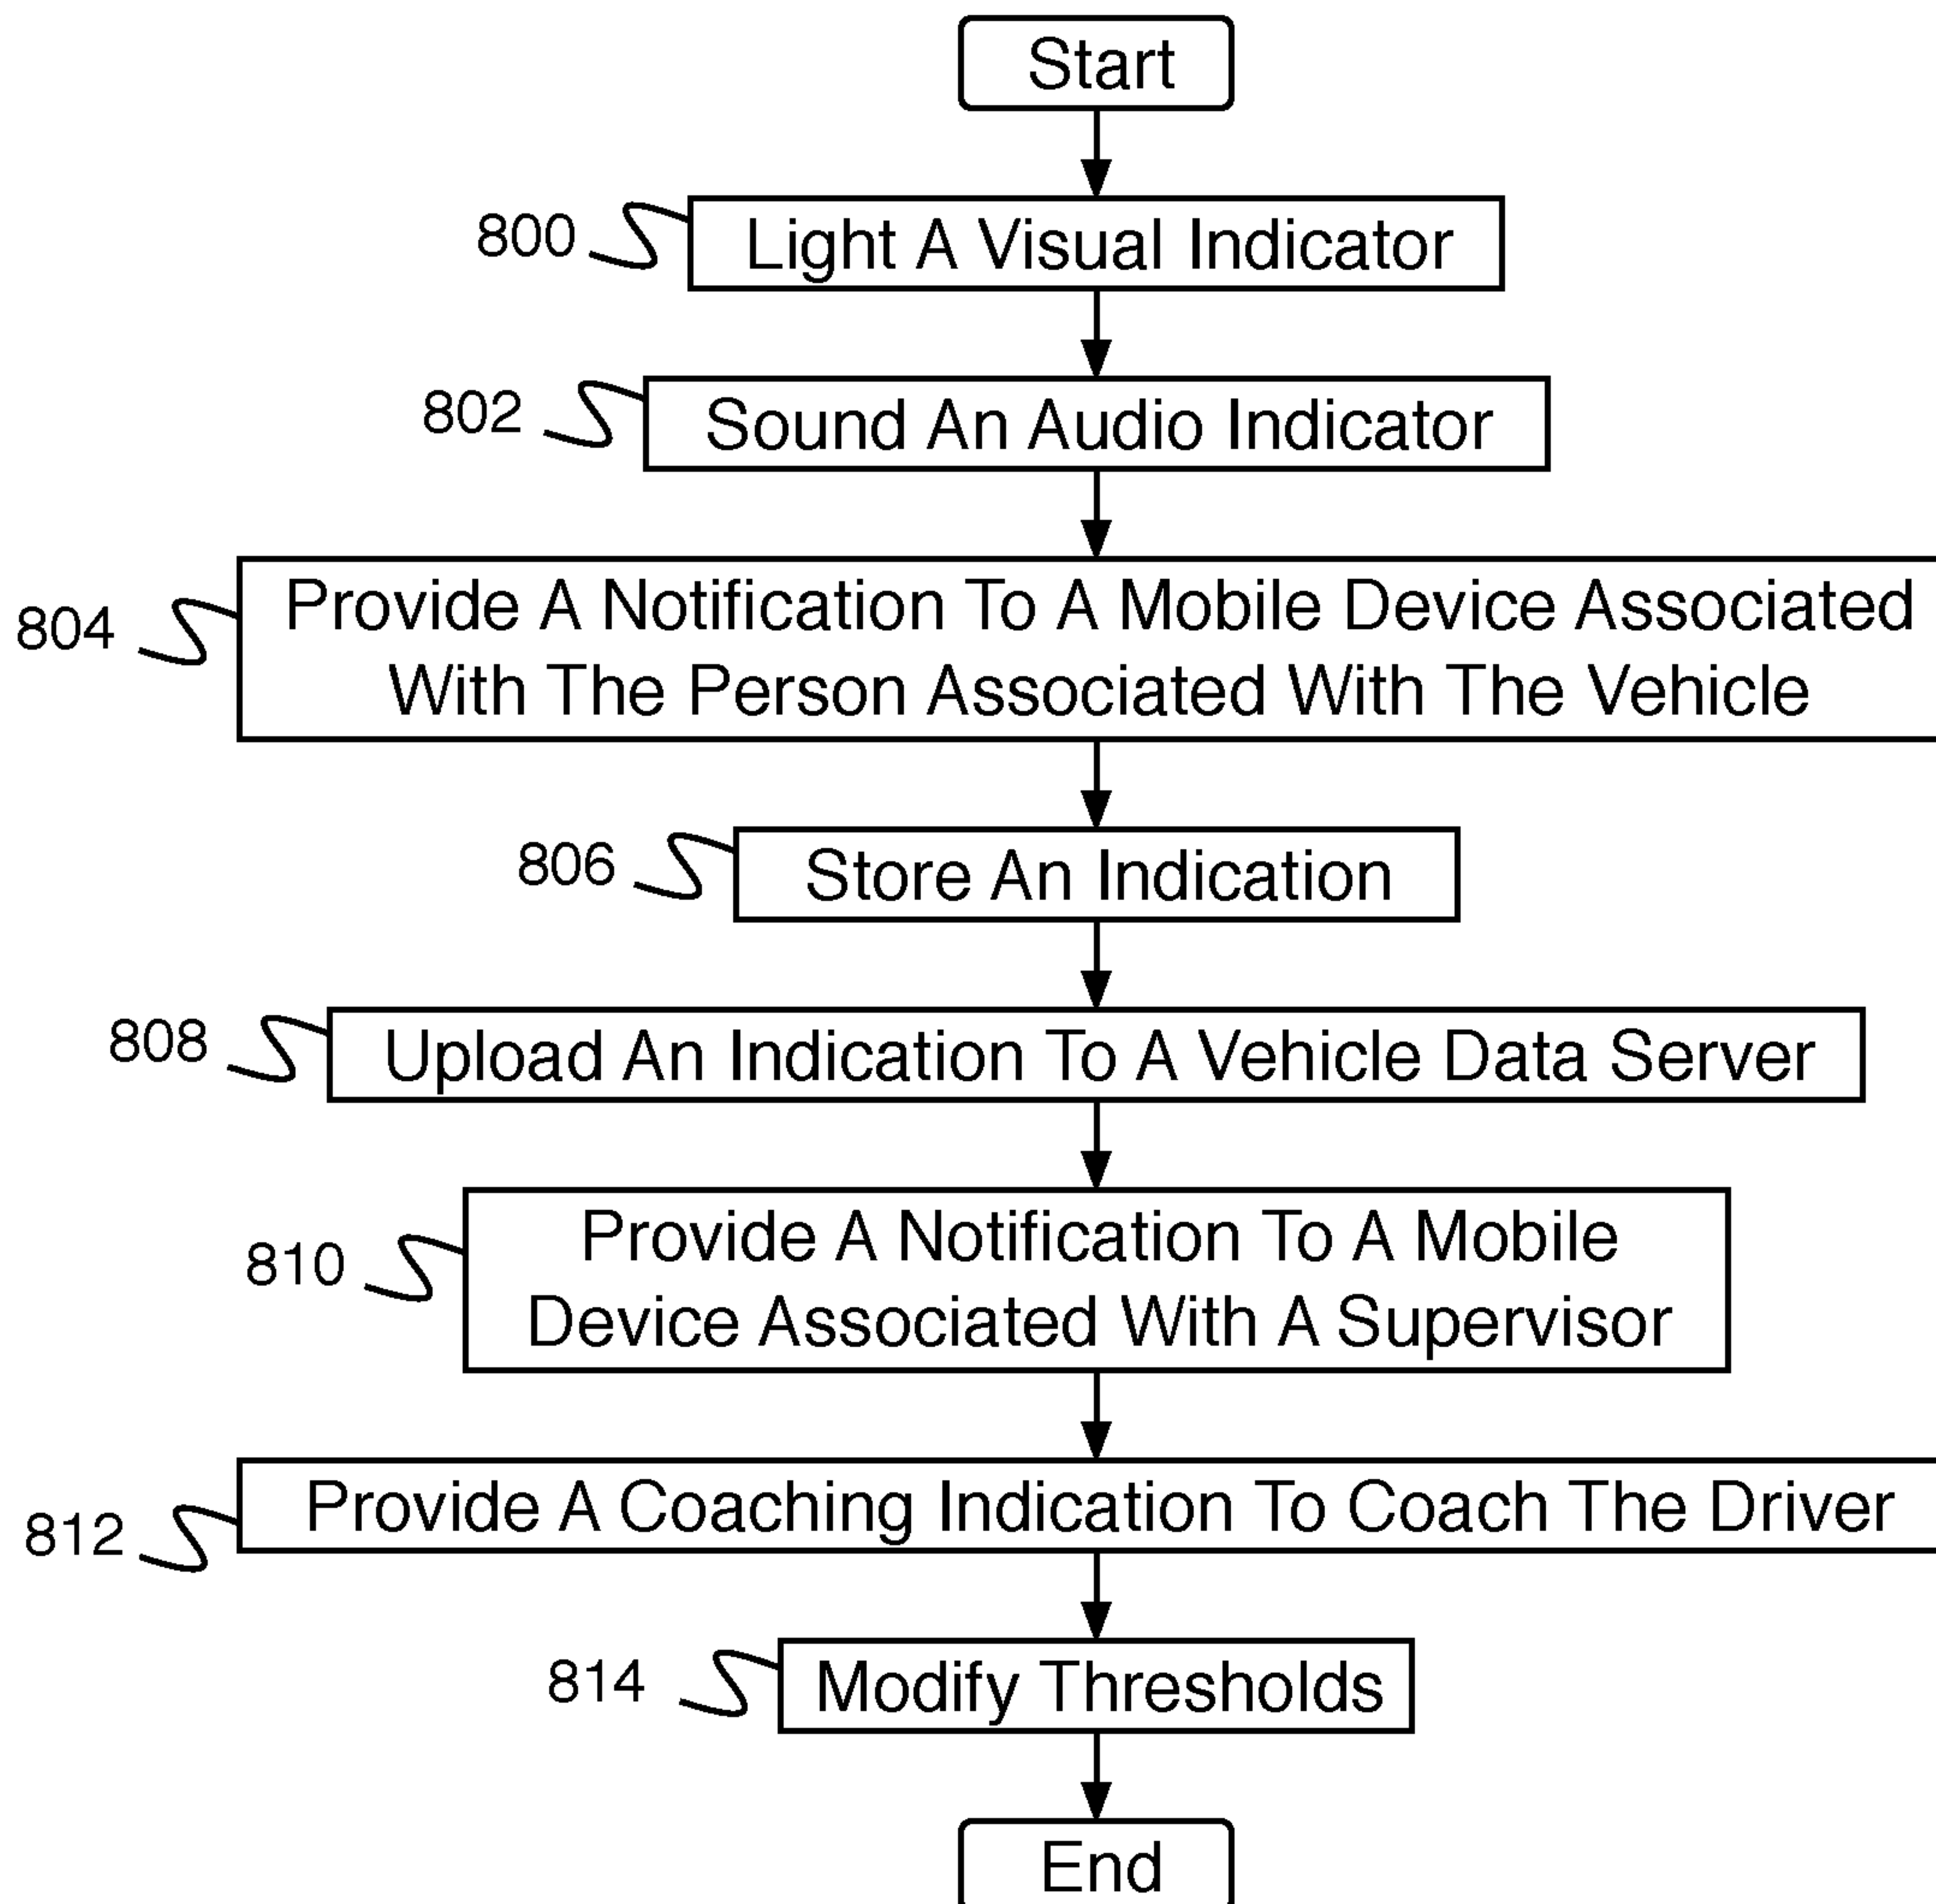 Start
800
Light A Visual Indicator
802
Sound An Audio Indicator
804
Provide A Notification To A Mobile Device Associated
With The Person Associated With The Vehicle
806
Store An Indication
808
Upload An Indication To A Vehicle Data Server
810
Provide A Notification To A Mobile
Device Associated With A Supervisor
812
Provide A Coaching Indication To Coach The Driver
814
Modify Thresholds
End